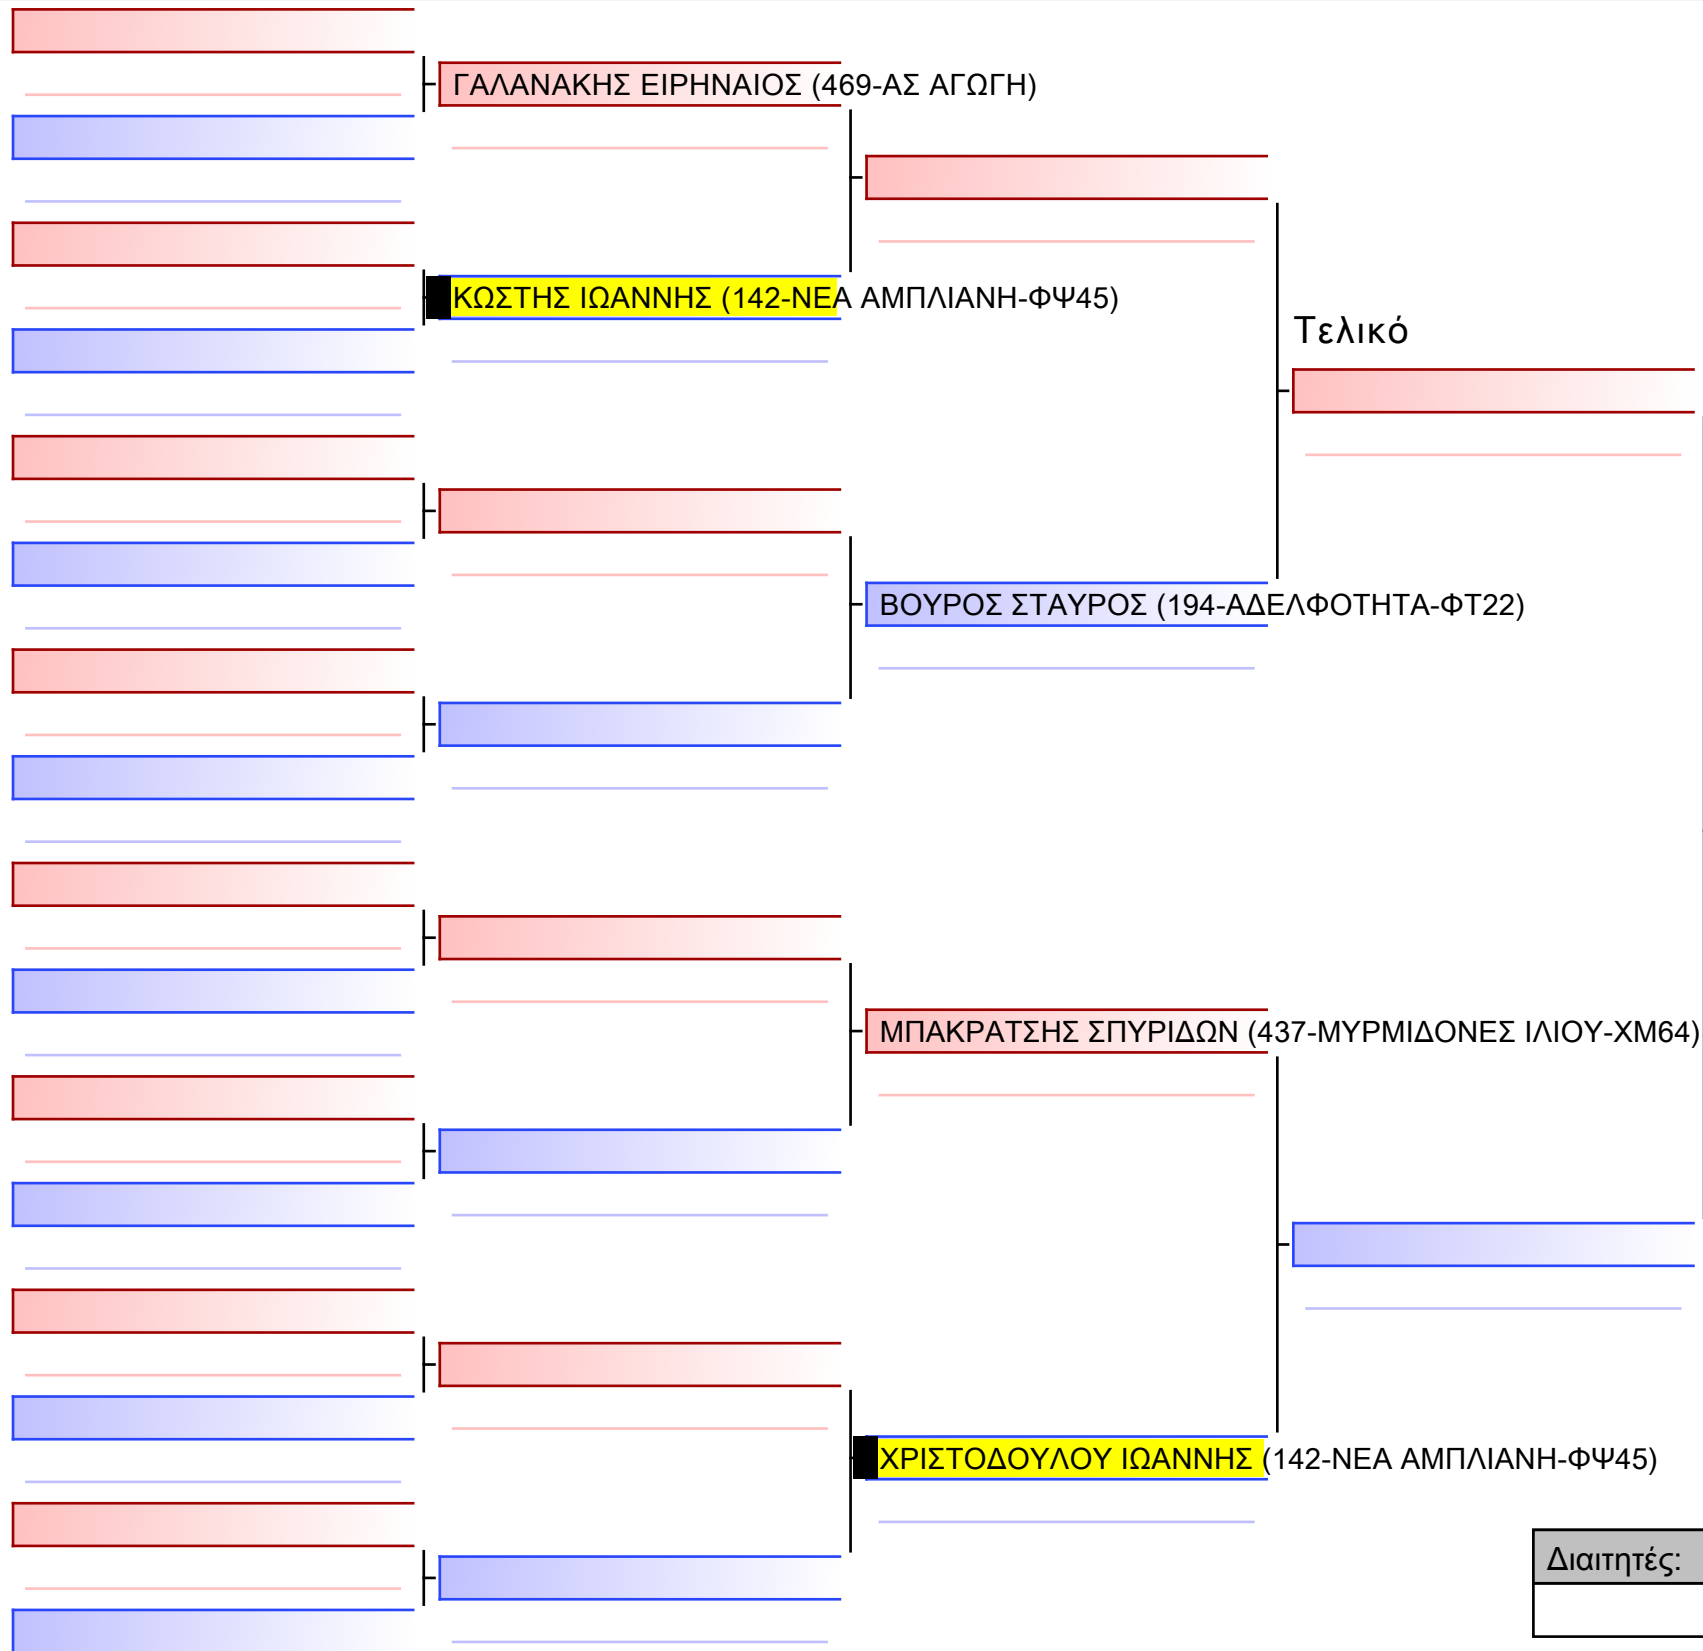 ΓΑΛΑΝΑΚΗΣ ΕΙΡΗΝΑΙΟΣ (469-ΑΣ ΑΓΩΓΗ)
ΚΩΣΤΗΣ ΙΩΑΝΝΗΣ (142-ΝΕΑ ΑΜΠΛΙΑΝΗ-ΦΨ45)
Τελικό
ΒΟΥΡΟΣ ΣΤΑΥΡΟΣ (194-ΑΔΕΛΦΟΤΗΤΑ-ΦΤ22)
ΜΠΑΚΡΑΤΣΗΣ ΣΠΥΡΙΔΩΝ (437-ΜΥΡΜΙΔΟΝΕΣ ΙΛΙΟΥ-ΧΜ64)
ΧΡΙΣΤΟΔΟΥΛΟΥ ΙΩΑΝΝΗΣ (142-ΝΕΑ ΑΜΠΛΙΑΝΗ-ΦΨ45)
Διαιτητές: